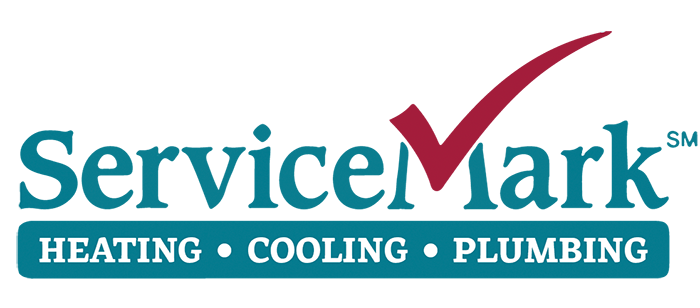 ServiceMark℠
HEATING • COOLING • PLUMBING